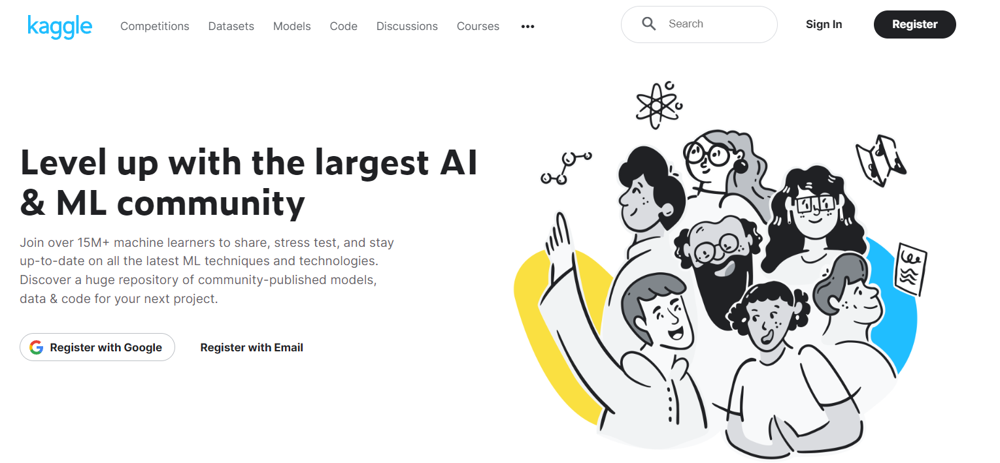 kaggle Competitions Datasets Models Code Discussions Courses ••• Search Sign In Register
Level up with the largest AI
& ML community
Join over 15M+ machine learners to share, stress test, and stay
up-to-date on all the latest ML techniques and technologies.
Discover a huge repository of community-published models,
data & code for your next project.
Register with Google Register with Email